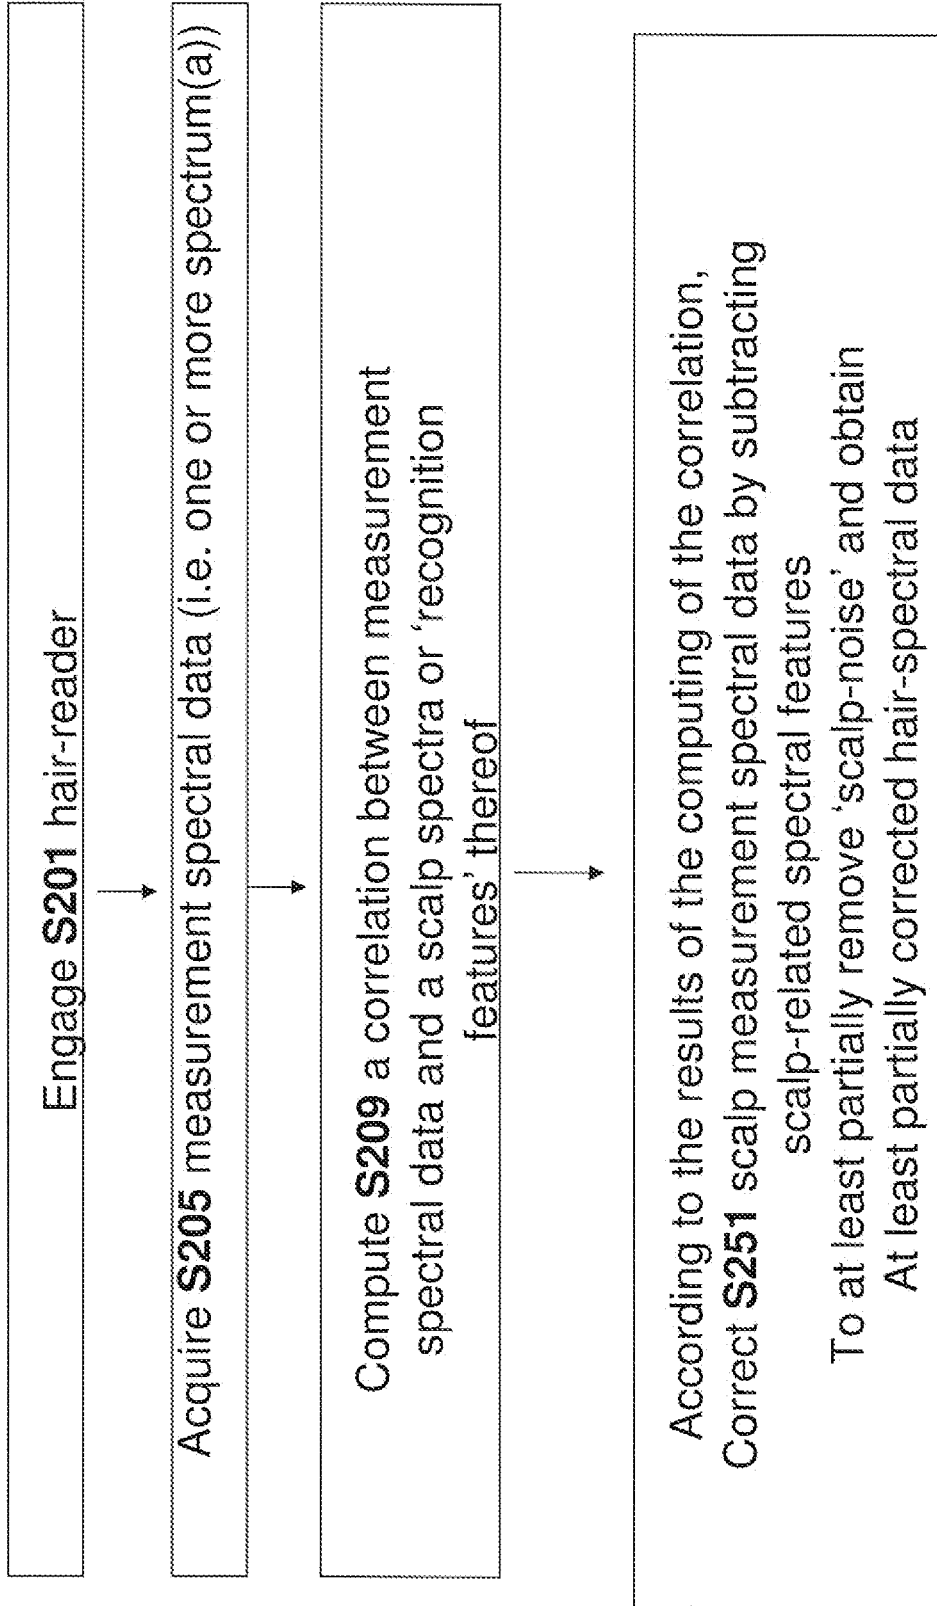 Engage S201 hair-reader
Acquire S205 measurement spectral data (i.e. one or more spectrum(a))
Compute S209 a correlation between measurement
spectral data and a scalp spectra or ‘recognition
features’ thereof
According to the results of the computing of the correlation,
Correct S251 scalp measurement spectral data by subtracting
scalp-related spectral features
To at least partially remove ‘scalp-noise’ and obtain
At least partially corrected hair-spectral data